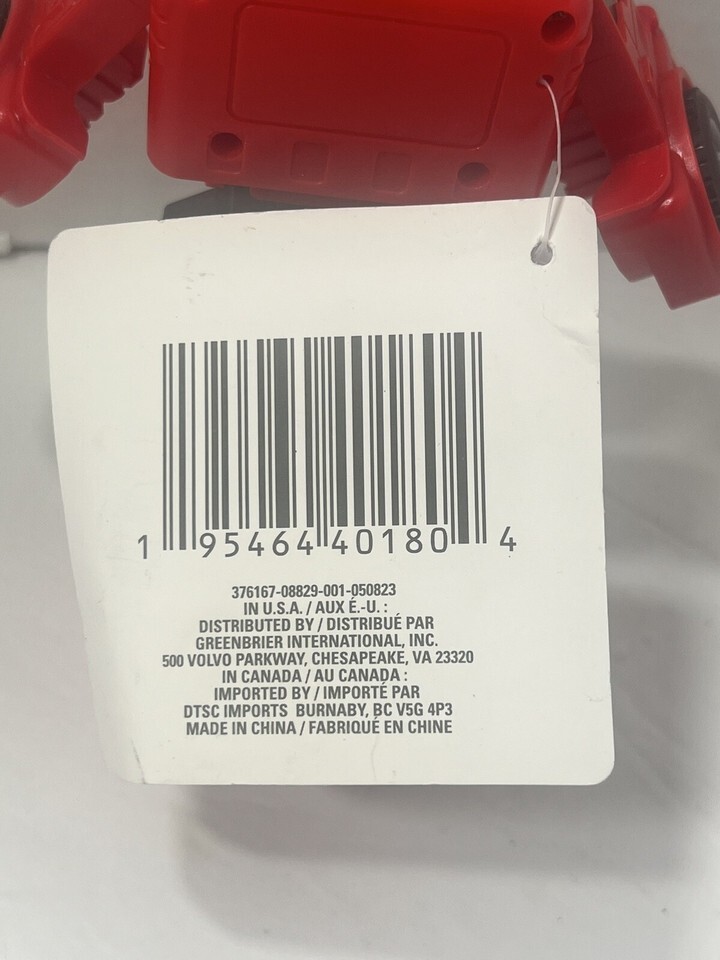 1 95464 40180 4
376167-08829-001-050823
IN U.S.A. / AUX É.-U. :
DISTRIBUTED BY / DISTRIBUÉ PAR
GREENBRIER INTERNATIONAL, INC.
500 VOLVO PARKWAY, CHESAPEAKE, VA 23320
IN CANADA / AU CANADA :
IMPORTED BY / IMPORTÉ PAR
DTSC IMPORTS BURNABY, BC V5G 4P3
MADE IN CHINA / FABRIQUÉ EN CHINE